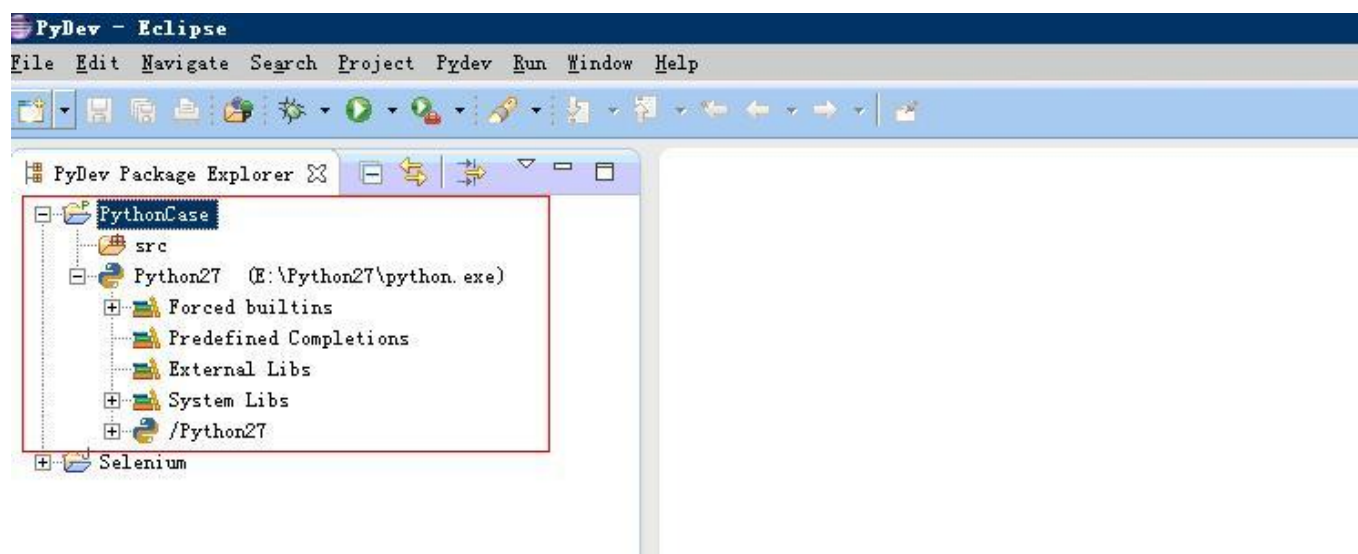 PyDev - Eclipse
File Edit Navigate Search Project Pydev Run Window Help
PyDev Package Explorer
PythonCase
src
Python27 (E:\Python27\python.exe)
Forced builtins
Predefined Completions
External Libs
System Libs
/Python27
Selenium